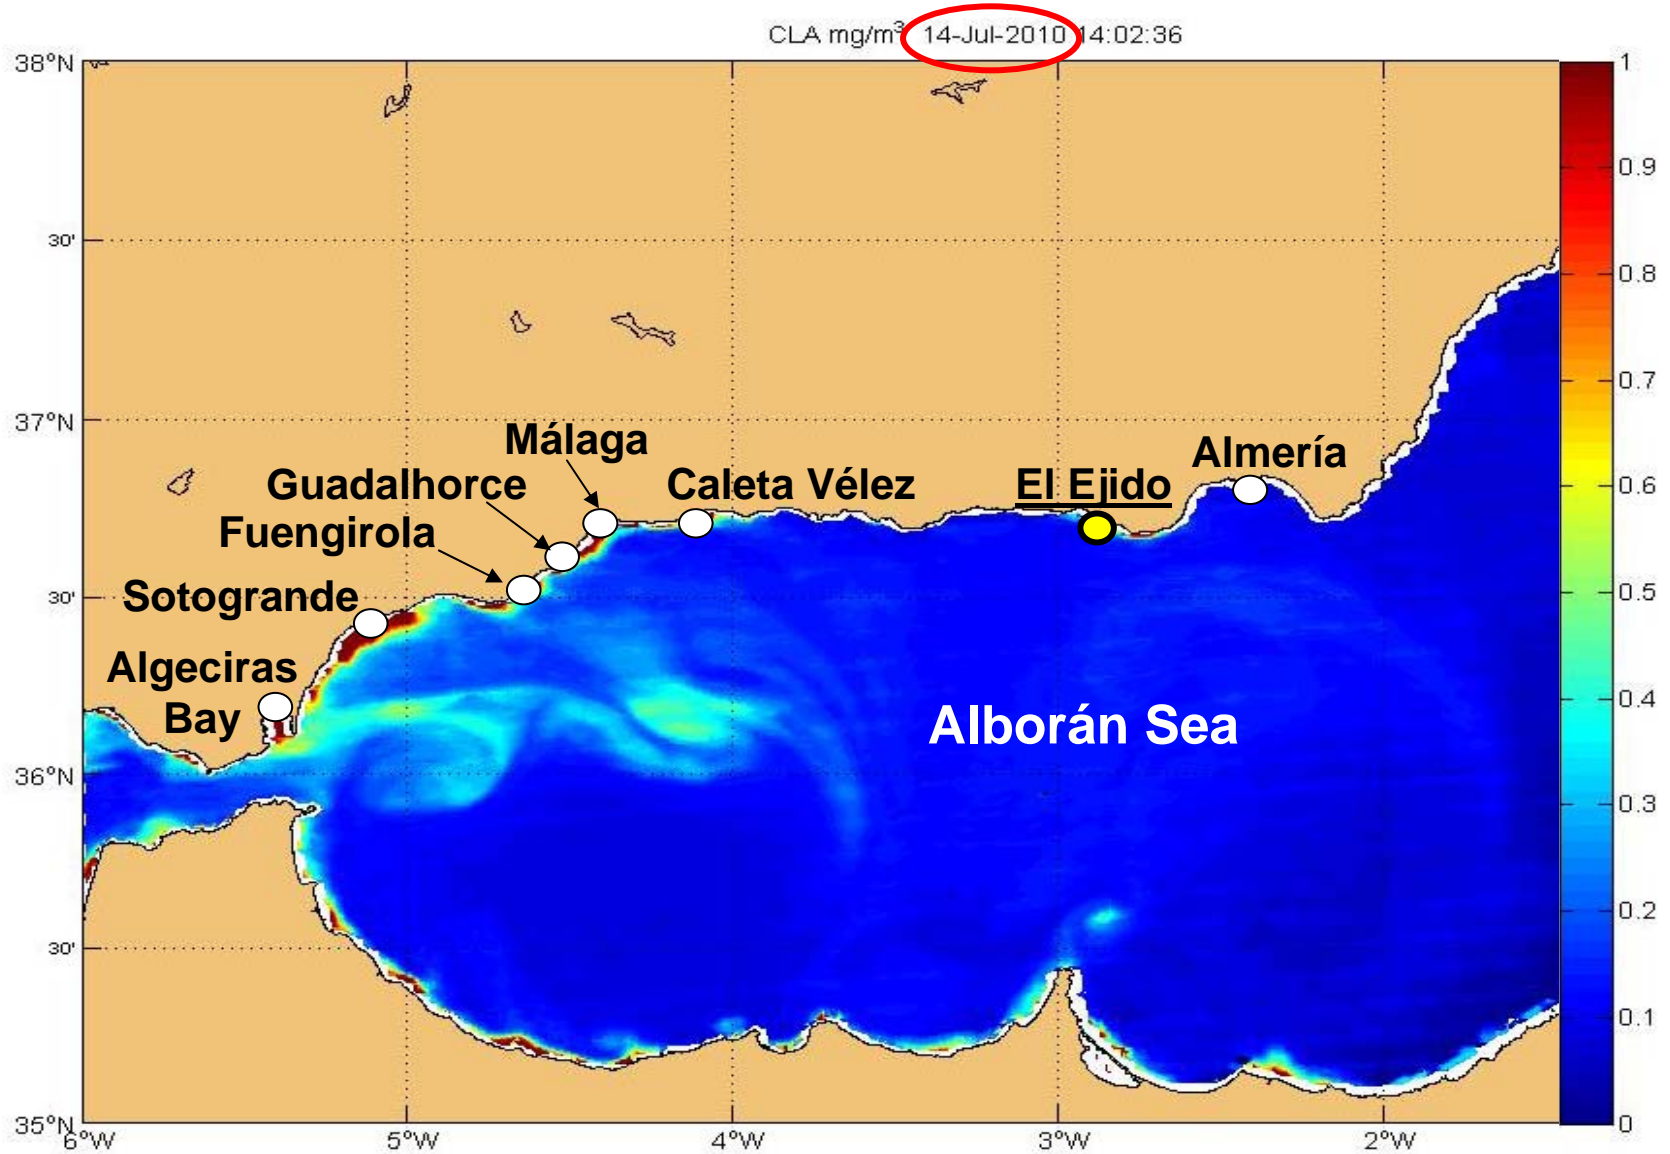 CLA mg/m³ 14-Jul-2010 14:02:36
38°N
30'
37°N
30'
36°N
30'
35°N
6°W
5°W
4°W
3°W
2°W
1
0.9
0.8
0.7
0.6
0.5
0.4
0.3
0.2
0.1
0
Málaga
Guadalhorce
Caleta Vélez
El Ejido
Almería
Fuengirola
Sotogrande
Algeciras
Bay
Alborán Sea